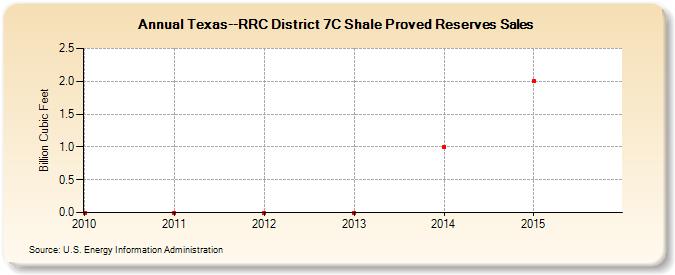 Annual Texas--RRC District 7C Shale Proved Reserves Sales
Billion Cubic Feet
2.5
2.0
1.5
1.0
0.5
0.0
2010 2011 2012 2013 2014 2015
Source: U.S. Energy Information Administration